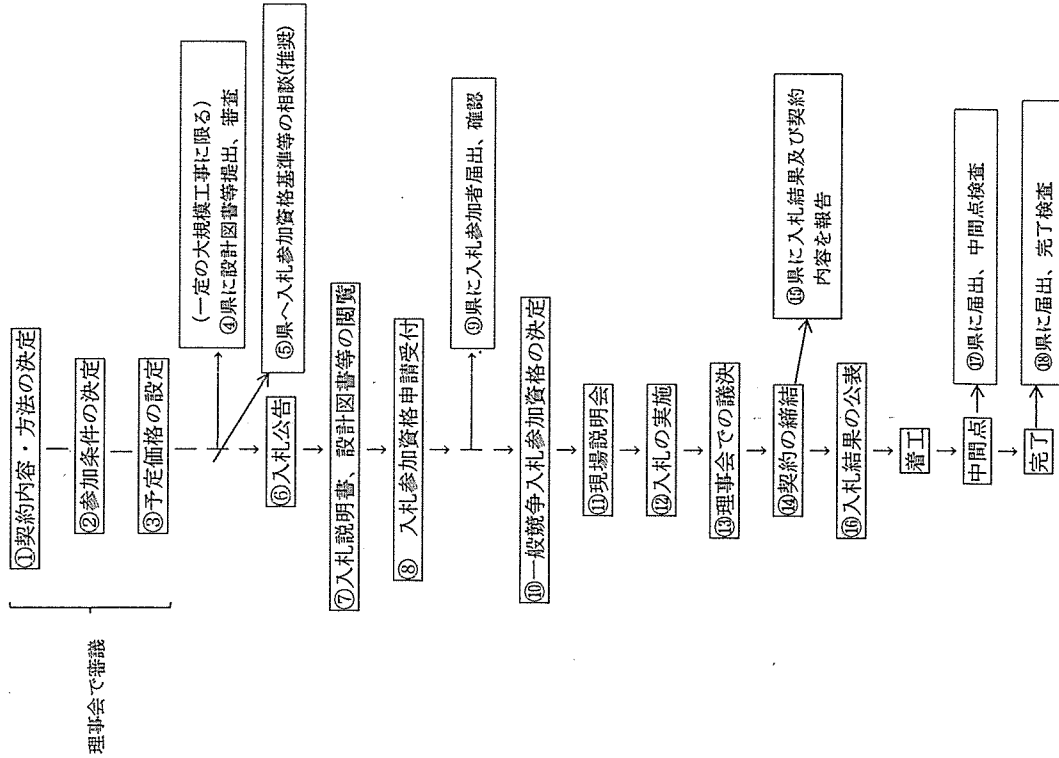 理事会で審議
①契約内容・方法の決定
②参加条件の決定
③予定価格の設定
(一定の大規模工事に限る)
④県に設計図書等提出、審査
⑤県へ入札参加資格基準等の相談(推奨)
⑥入札公告
⑦入札説明書、設計図書等の閲覧
⑧ 入札参加資格申請受付
⑨県に入札参加者届出、確認
⑩一般競争入札参加資格の決定
⑪現場説明会
⑫入札の実施
⑬理事会での議決
⑭契約の締結
⑮県に入札結果及び契約
内容を報告
⑯入札結果の公表
着工
中間点
⑰県に届出、中間点検査
完了
⑱県に届出、完了検査